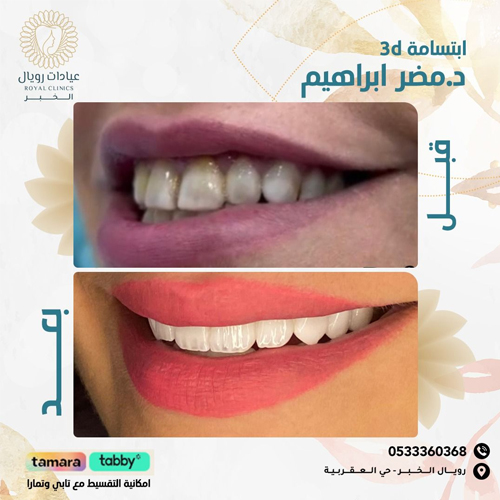 عيادات رويال
ROYAL CLINICS
الخبر
ابتسامة 3d
د.مضر ابراهيم
قبل
بعد
tamara
tabby
امكانية التقسيط مع تابي وتمارا
0533360368
رويال الخبر - حي العقربية